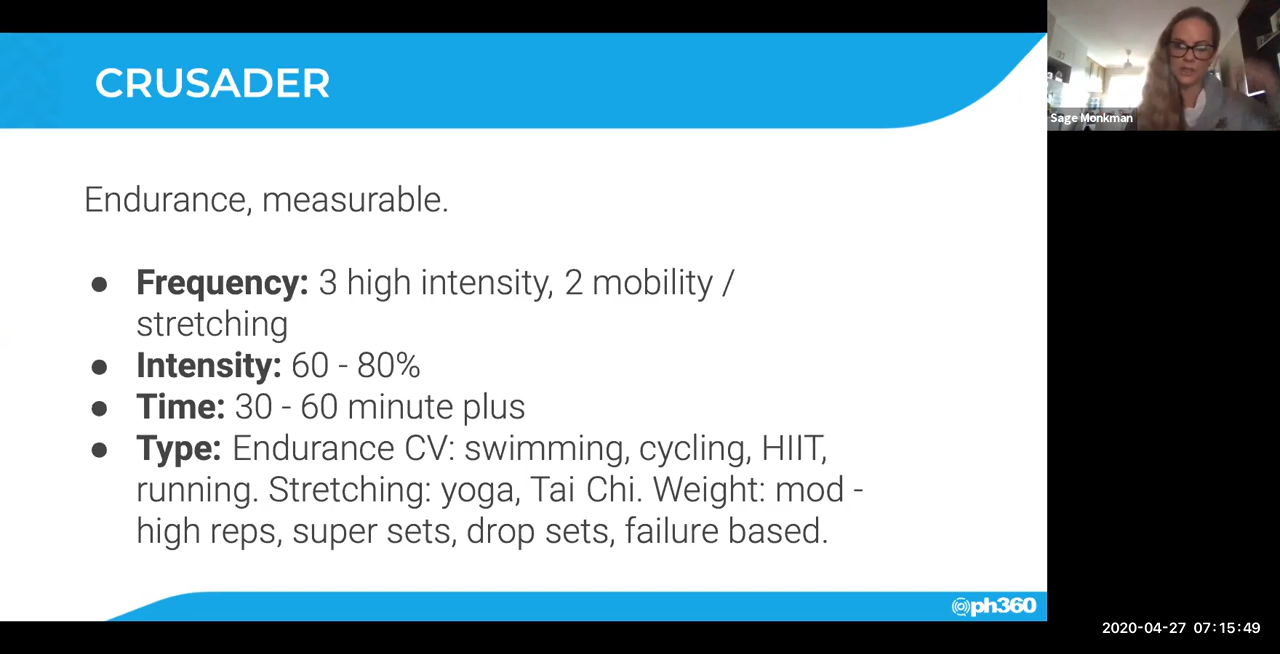 CRUSADER
Sage Monkman
Endurance, measurable.
● Frequency: 3 high intensity, 2 mobility /
stretching
● Intensity: 60 - 80%
● Time: 30 - 60 minute plus
● Type: Endurance CV: swimming, cycling, HIIT,
running. Stretching: yoga, Tai Chi. Weight: mod -
high reps, super sets, drop sets, failure based.
ph360
2020-04-27 07:15:49